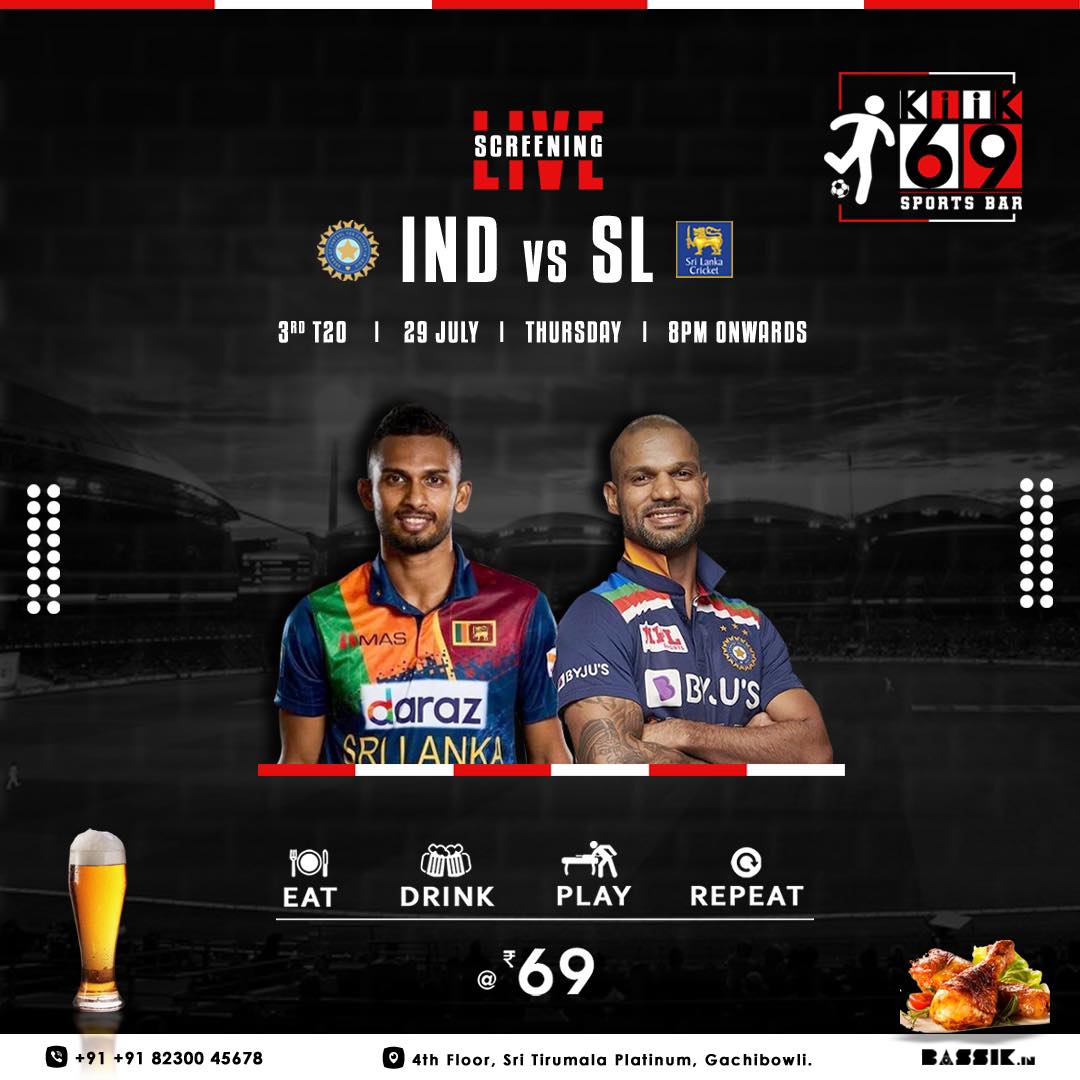 LIVE
SCREENING
KiiK
69
SPORTS BAR
IND VS SL
Sri Lanka
Cricket
3RD T20 | 29 JULY | THURSDAY | 8PM ONWARDS
MAS
daraz
SRI LANKA
MPL
SPORTS
BYJU'S
BYJU'S
EAT DRINK PLAY REPEAT
@ ₹69
+91 +91 82300 45678
4th Floor, Sri Tirumala Platinum, Gachibowli.
BASSIK.IN